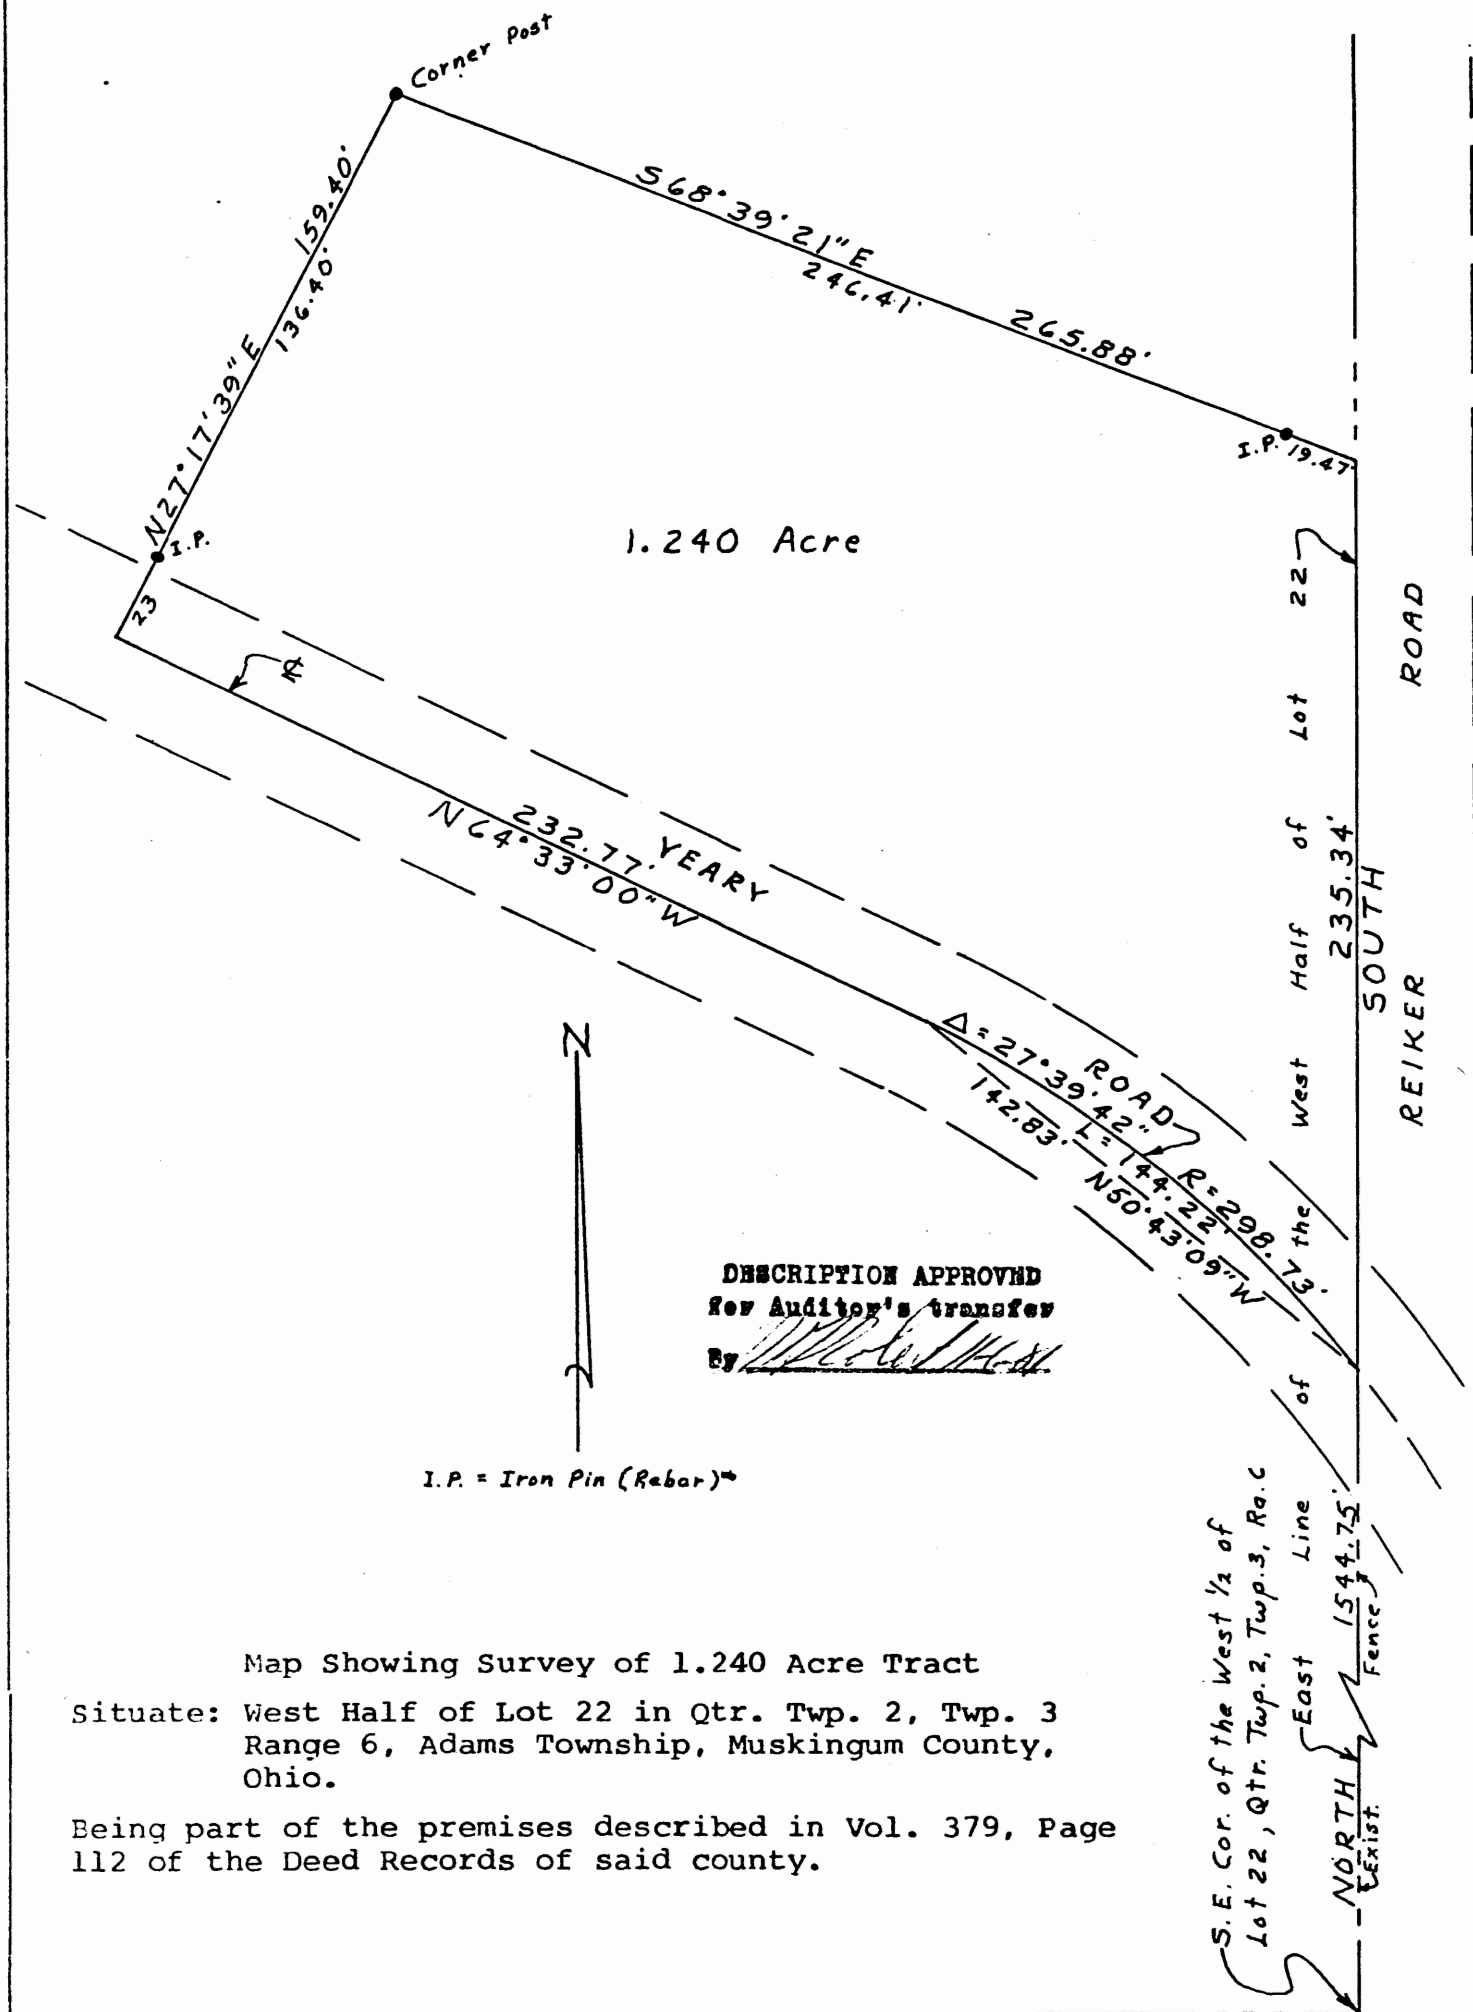 Corner Post
159.40'
136.40'
N27°17'39"E
I.P.
23
S68°39'21"E
246.41'
265.88'
I.P. 19.47'
1.240 Acre
232.77'
N64°33'00"W
YEARY
ROAD
Δ=27°39'42"
L=144.22'
R=298.73'
142.83'
N50°43'09"W
East Line of the West Half of Lot 22
235.34'
SOUTH
REIKER ROAD
N
DESCRIPTION APPROVED
for Auditor's transfer
By
I.P. = Iron Pin (Rebar)
S.E. Cor. of the West 1/2 of
Lot 22, Qtr. Twp. 2, Twp. 3, Ra. 6
NORTH 1544.75'
Exist. Fence
Map Showing Survey of 1.240 Acre Tract
Situate: West Half of Lot 22 in Qtr. Twp. 2, Twp. 3
Range 6, Adams Township, Muskingum County,
Ohio.
Being part of the premises described in Vol. 379, Page
112 of the Deed Records of said county.